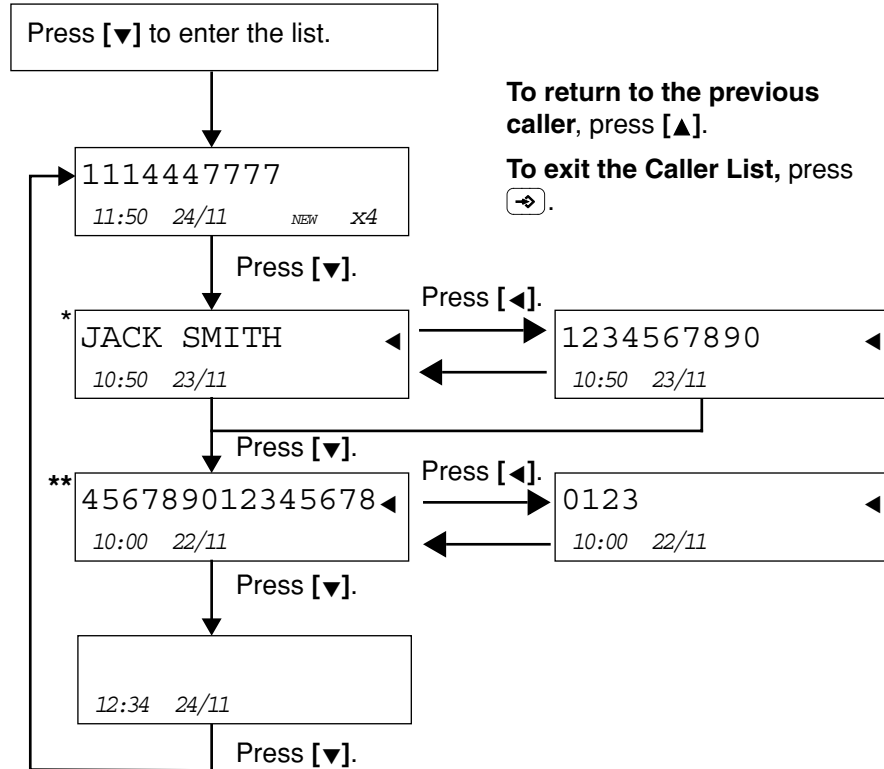 Press [▼] to enter the list.
To return to the previous
caller, press [▲].
To exit the Caller List, press
.
1114447777
11:50 24/11 NEW x4
Press [▼].
Press [◀].
*
JACK SMITH ◀
10:50 23/11
1234567890 ◀
10:50 23/11
Press [▼].
Press [◀].
**
456789012345678◀
10:00 22/11
0123 ◀
10:00 22/11
Press [▼].
12:34 24/11
Press [▼].